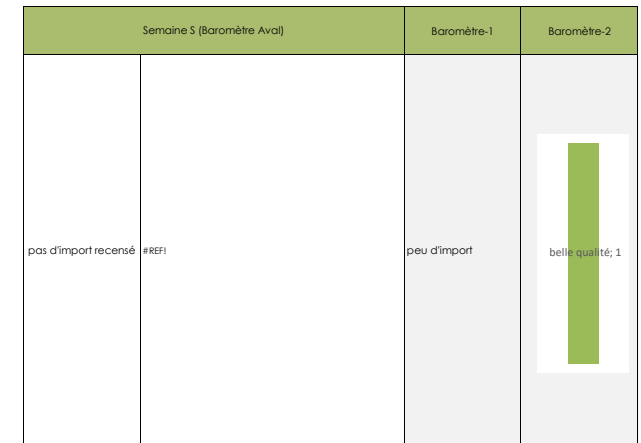 Semaine S (Baromètre Aval)
Baromètre-1
Baromètre-2
pas d'import recensé
#REF!
peu d'import
belle qualité; 1